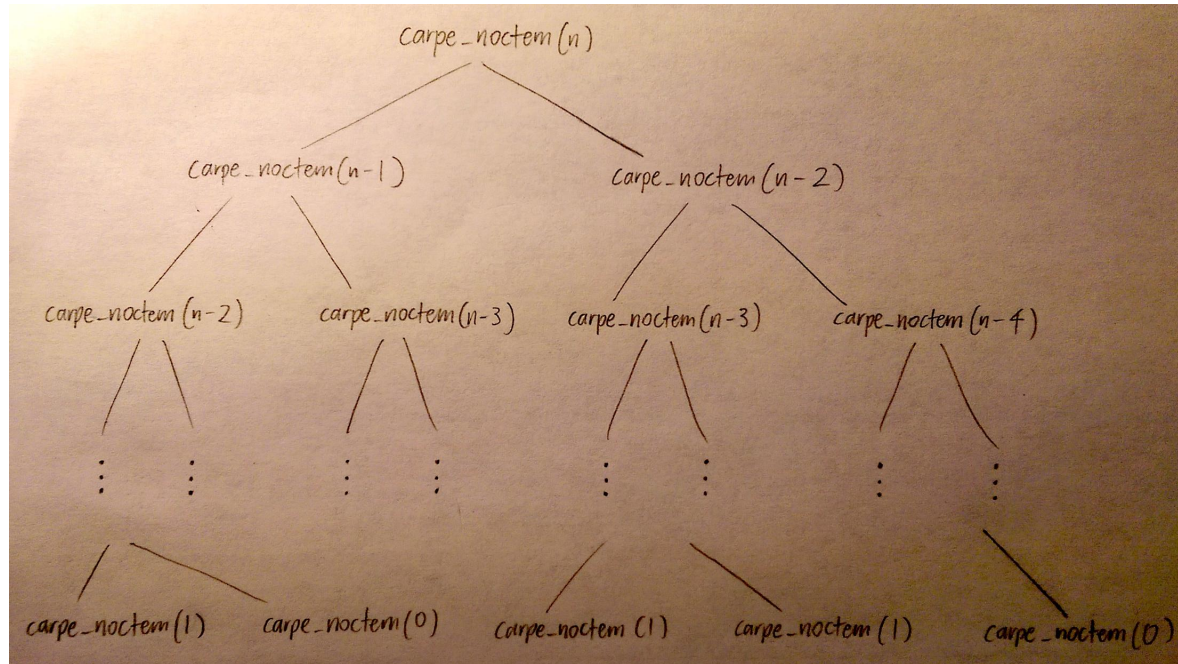 carpe_noctem(n)
carpe_noctem(n-1) carpe_noctem(n-2)
carpe_noctem(n-2) carpe_noctem(n-3) carpe_noctem(n-3) carpe_noctem(n-4)
carpe_noctem(1) carpe_noctem(0) carpe_noctem(1) carpe_noctem(1) carpe_noctem(0)